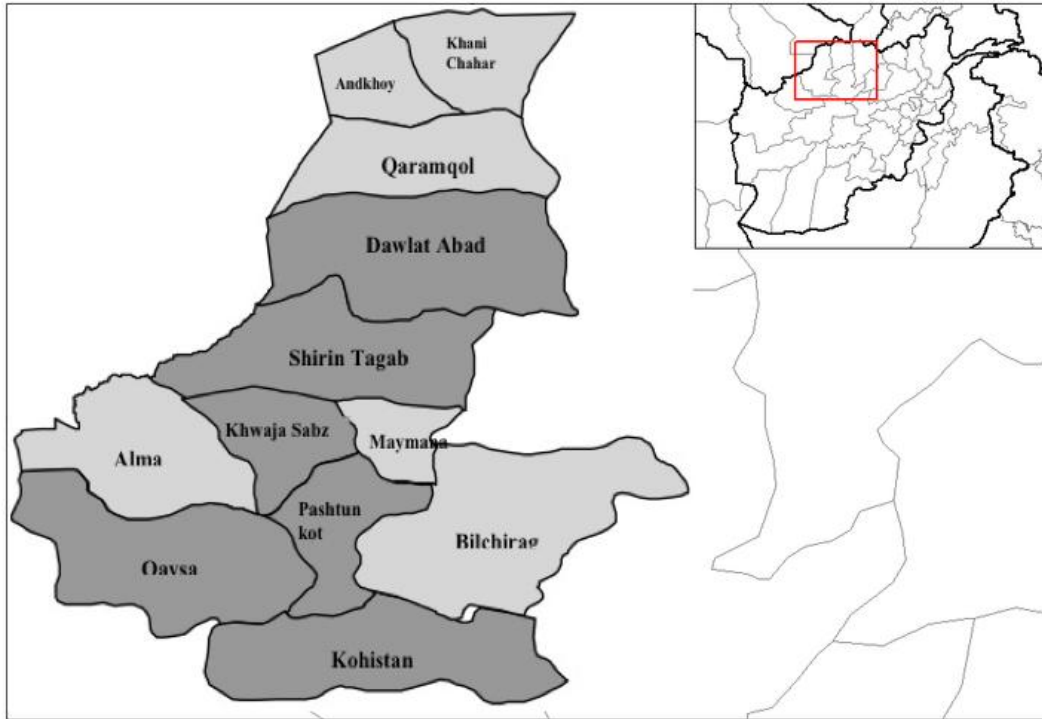 Khani
Chahar
Andkhoy
Qaramqol
Dawlat Abad
Shirin Tagab
Khwaja Sabz
Maymana
Alma
Pashtun
kot
Bilchirag
Qaysa
Kohistan